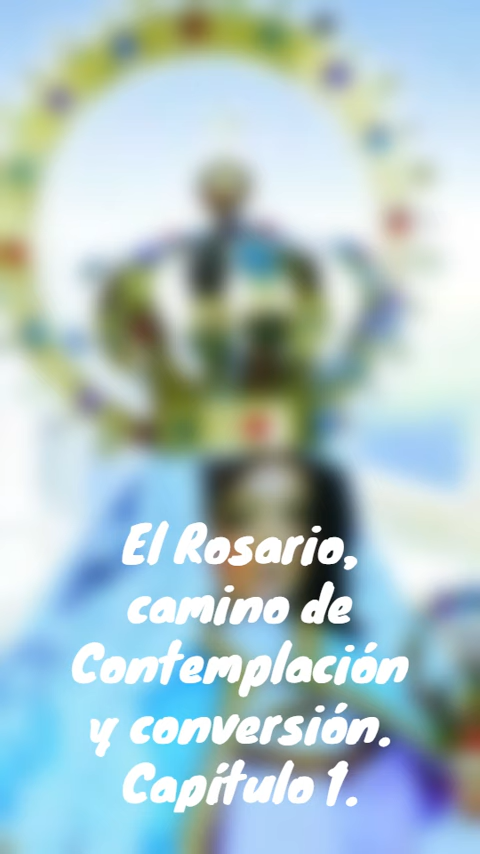 El Rosario,
camino de
Contemplación
y conversión.
Capítulo 1.